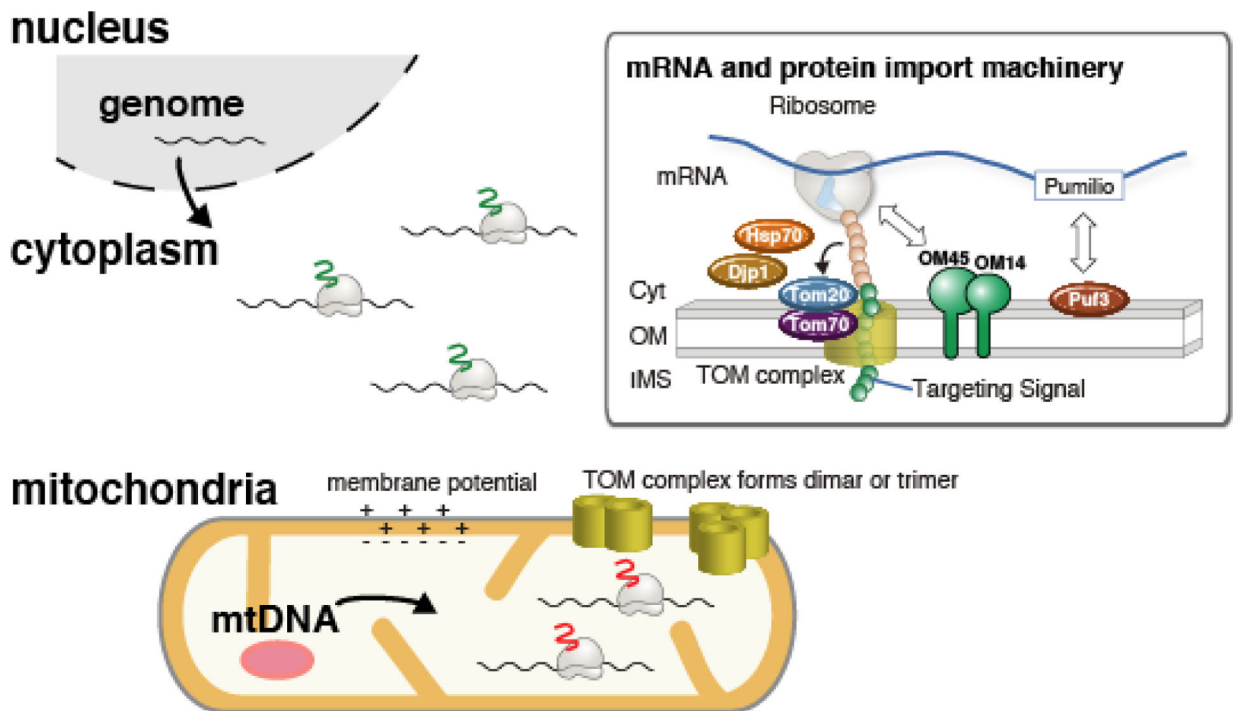 nucleus
genome
cytoplasm
mRNA and protein import machinery
Ribosome
mRNA
Pumilio
Hsp70
Djp1
OM45
OM14
Cyt
Tom20
Puf3
Tom70
OM
IMS
TOM complex
Targeting Signal
mitochondria
membrane potential
TOM complex forms dimar or trimer
+ + +
+ + +
- - - - - -
mtDNA